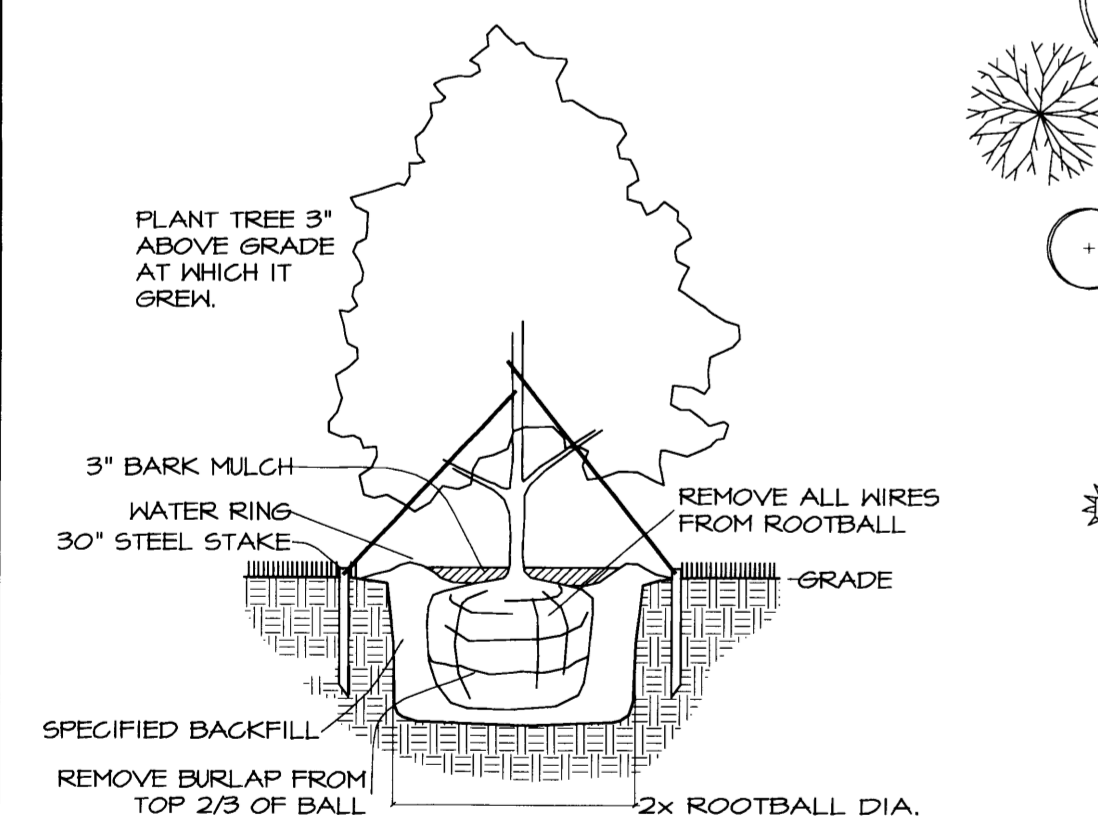 PLANT TREE 3"
ABOVE GRADE
AT WHICH IT
GREW.
3" BARK MULCH
WATER RING
30" STEEL STAKE
REMOVE ALL WIRES
FROM ROOTBALL
GRADE
SPECIFIED BACKFILL
REMOVE BURLAP FROM
TOP 2/3 OF BALL
2x ROOTBALL DIA.